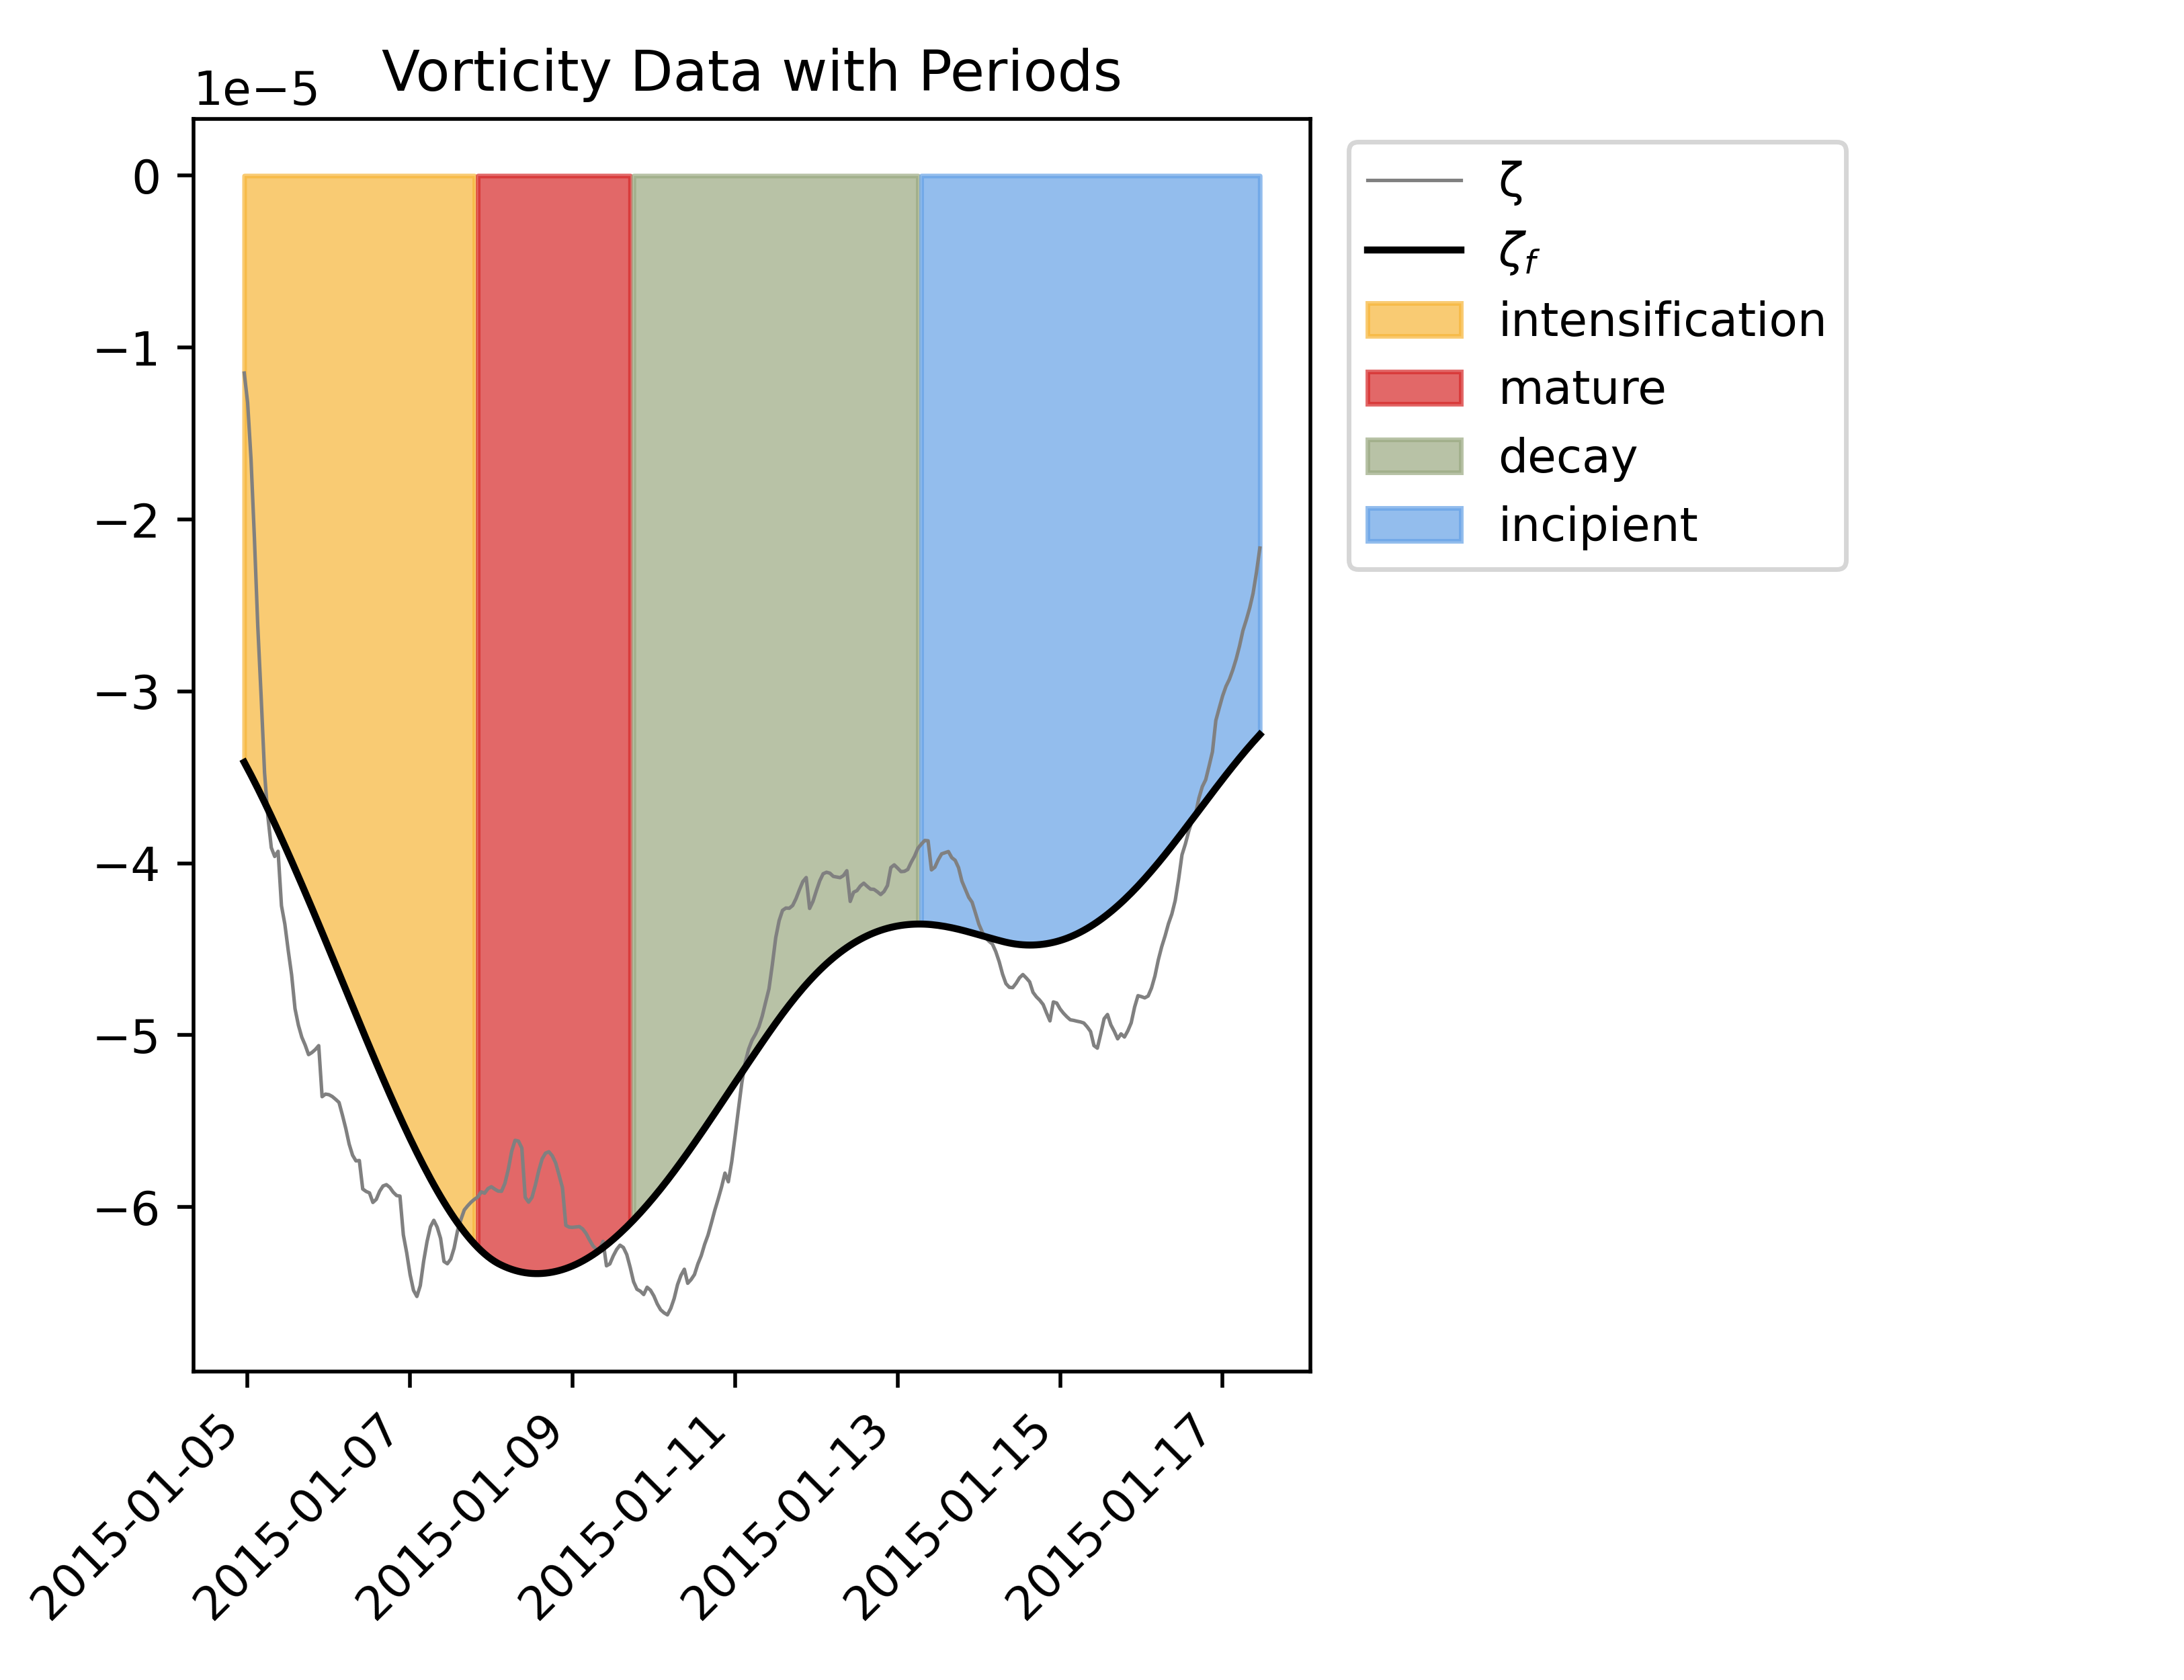 Vorticity Data with Periods
1e−5
0
−1
−2
−3
−4
−5
−6
2015-01-05
2015-01-07
2015-01-09
2015-01-11
2015-01-13
2015-01-15
2015-01-17
ζ
ζf
intensification
mature
decay
incipient